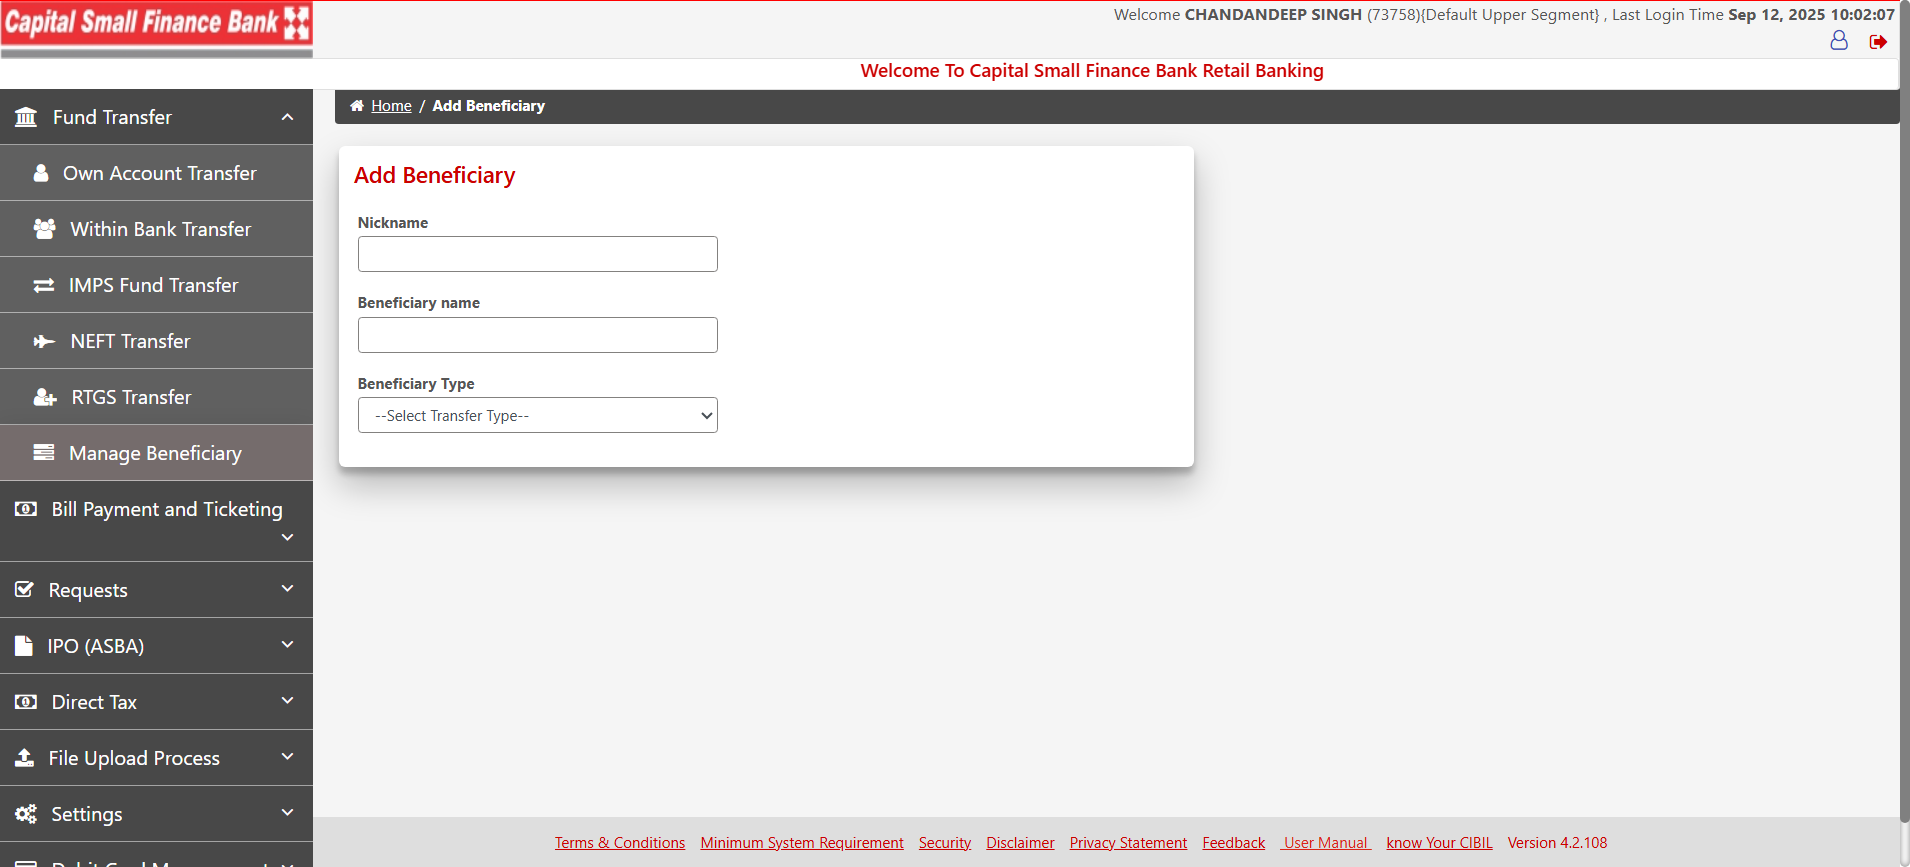 Capital Small Finance Bank
Welcome CHANDANDEEP SINGH (73758){Default Upper Segment} , Last Login Time Sep 12, 2025 10:02:07
Welcome To Capital Small Finance Bank Retail Banking
Home / Add Beneficiary
Fund Transfer
Own Account Transfer
Within Bank Transfer
IMPS Fund Transfer
NEFT Transfer
RTGS Transfer
Manage Beneficiary
Bill Payment and Ticketing
Requests
IPO (ASBA)
Direct Tax
File Upload Process
Settings
Add Beneficiary
Nickname
Beneficiary name
Beneficiary Type
--Select Transfer Type--
Terms & Conditions Minimum System Requirement Security Disclaimer Privacy Statement Feedback User Manual know Your CIBIL Version 4.2.108